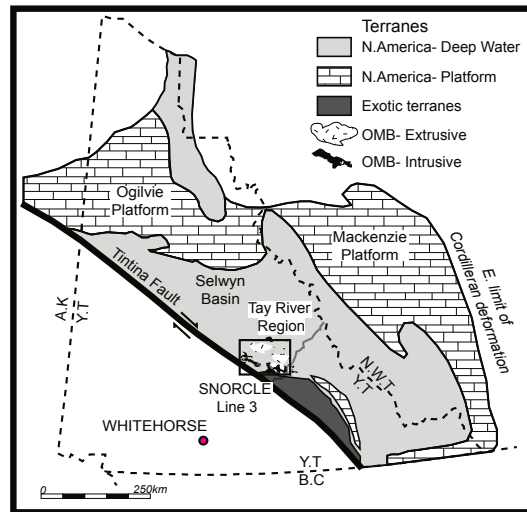 Terranes
N.America- Deep Water
N.America- Platform
Exotic terranes
OMB- Extrusive
OMB- Intrusive
Ogilvie
Platform
Mackenzie
Platform
E. limit of
Cordilleran deformation
Tintina Fault
Selwyn
Basin
Tay River
Region
A.K
Y.T
N.W.T
Y.T
SNORCLE
Line 3
WHITEHORSE
Y.T
B.C
0
250km